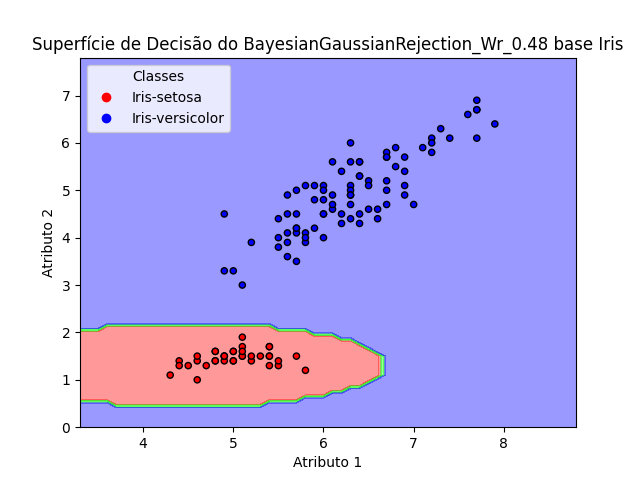 Superfície de Decisão do BayesianGaussianRejection_Wr_0.48 base Iris
Classes
Iris-setosa
Iris-versicolor
Atributo 2
7
6
5
4
3
2
1
0
4 5 6 7 8
Atributo 1